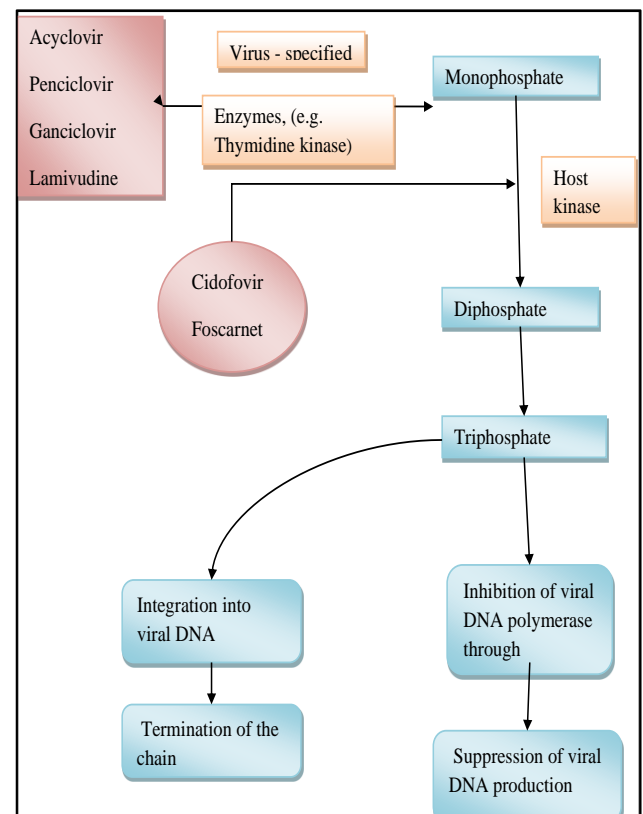 Acyclovir
Penciclovir
Ganciclovir
Lamivudine
Virus - specified
Enzymes, (e.g.
Thymidine kinase)
Monophosphate
Host
kinase
Cidofovir
Foscarnet
Diphosphate
Triphosphate
Integration into
viral DNA
Termination of the
chain
Inhibition of viral
DNA polymerase
through
Suppression of viral
DNA production